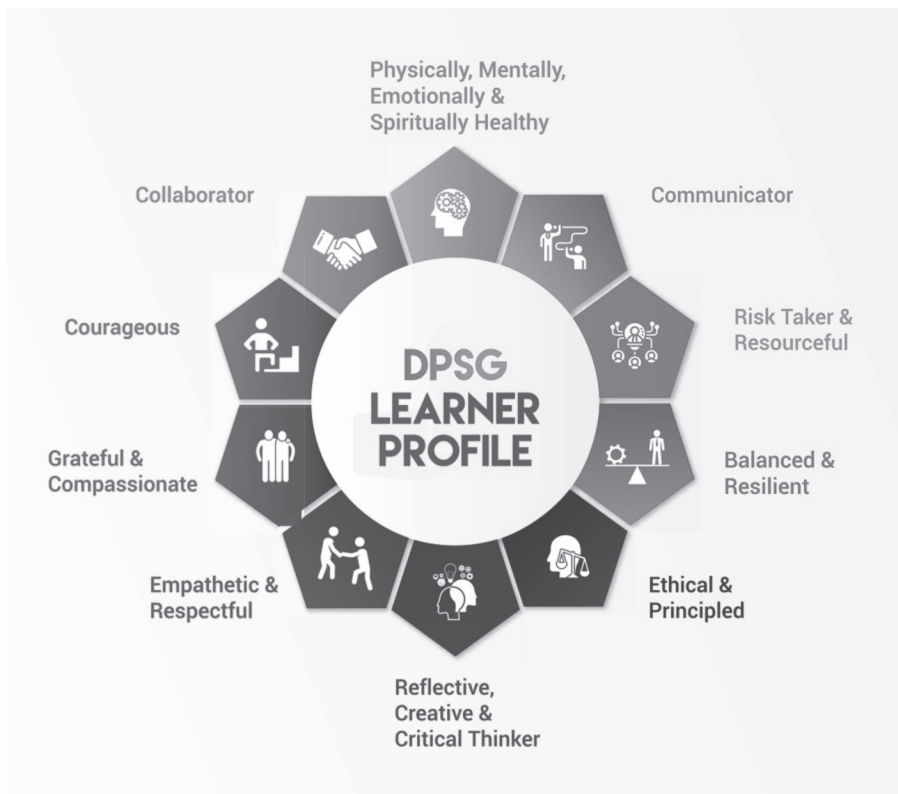 Physically, Mentally,
Emotionally &
Spiritually Healthy
Collaborator
Communicator
Courageous
Risk Taker &
Resourceful
DPSG
LEARNER
PROFILE
Grateful &
Compassionate
Balanced &
Resilient
Empathetic &
Respectful
Ethical &
Principled
Reflective,
Creative &
Critical Thinker